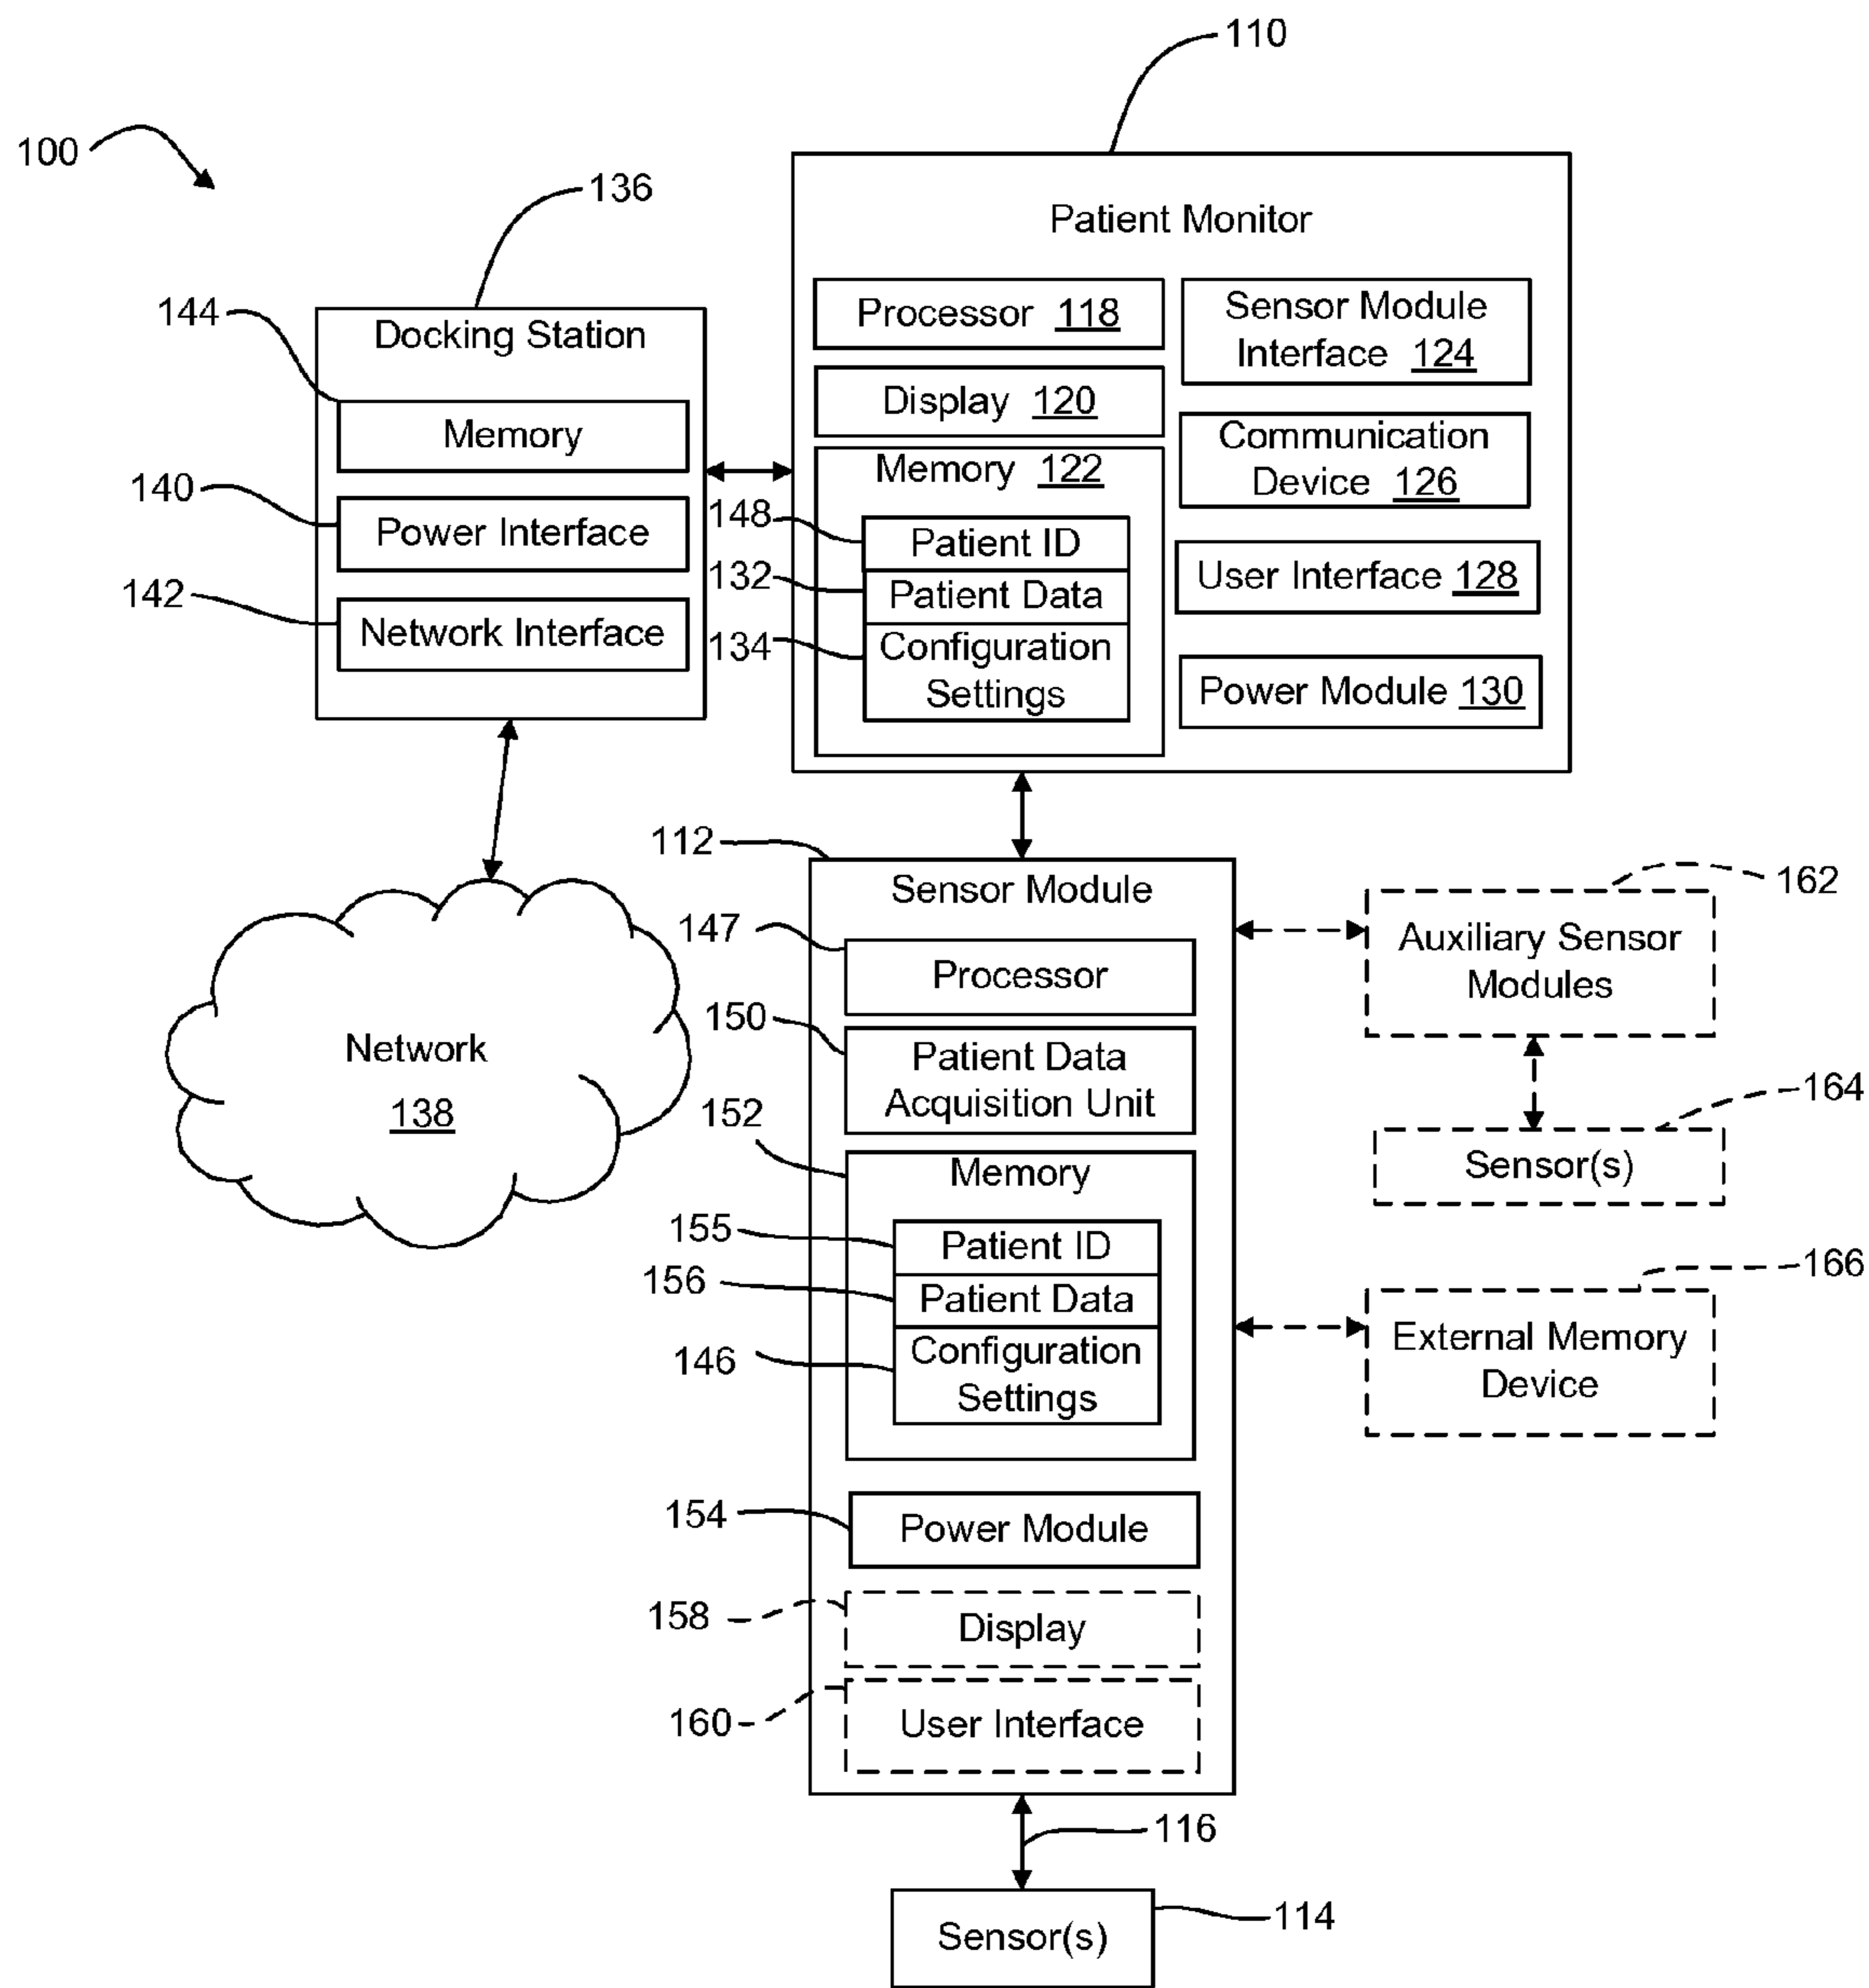 110
100
136
Patient Monitor
144
Docking Station
Processor 118
Sensor Module
Interface 124
Display 120
Memory
Communication
Device 126
Memory 122
140
Power Interface
148
Patient ID
132
Patient Data
User Interface 128
142
Network Interface
134
Configuration
Settings
Power Module 130
112
Sensor Module
162
147
Auxiliary Sensor
Modules
Processor
150
Network
138
Patient Data
Acquisition Unit
164
152
Sensor(s)
Memory
155
Patient ID
166
156
Patient Data
External Memory
Device
146
Configuration
Settings
154
Power Module
158
Display
160
User Interface
116
114
Sensor(s)